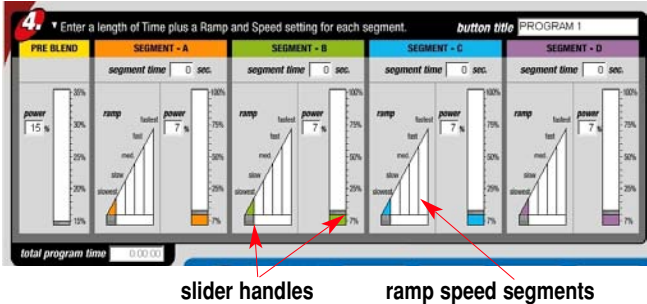 4. ▼ Enter a length of Time plus a Ramp and Speed setting for each segment. button title PROGRAM 1
PRE BLEND SEGMENT - A SEGMENT - B SEGMENT - C SEGMENT - D
segment time 0 sec. segment time 0 sec. segment time 0 sec. segment time 0 sec.
35% 100% 100% 100% 100%
power ramp fastest power ramp fastest power ramp fastest power ramp fastest power
15 % 30% fast 7 % 75% fast 7 % 75% fast 7 % 75% fast 7 % 75%
25% med. 50% med. 50% med. 50% med. 50%
slow slow slow slow
20% slowest 25% slowest 25% slowest 25% slowest 25%
15% 7% 7% 7% 7%
total program time 0:00:00
slider handles ramp speed segments